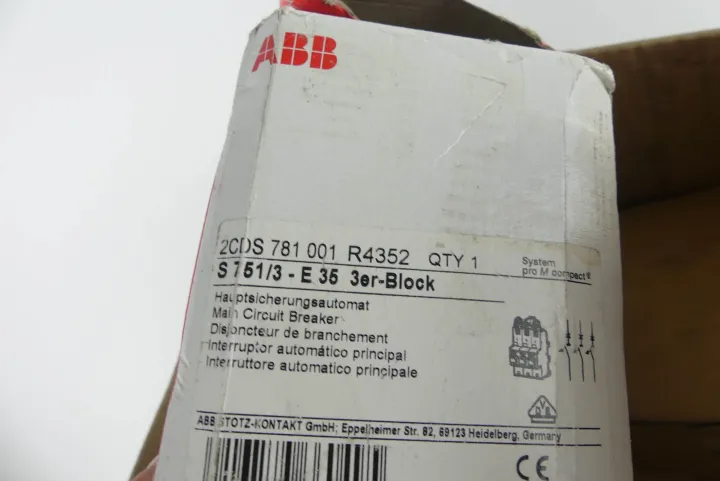 ABB
2CDS 781 001 R4352 QTY 1
System
pro M compact®
S 751/3 - E 35 3er-Block
Hauptsicherungsautomat
Main Circuit Breaker
Disjoncteur de branchement
Interruptor automático principal
Interruttore automatico principale
ABB STOTZ-KONTAKT GmbH; Eppelheimer Str. 82, 69123 Heidelberg, Germany
CE